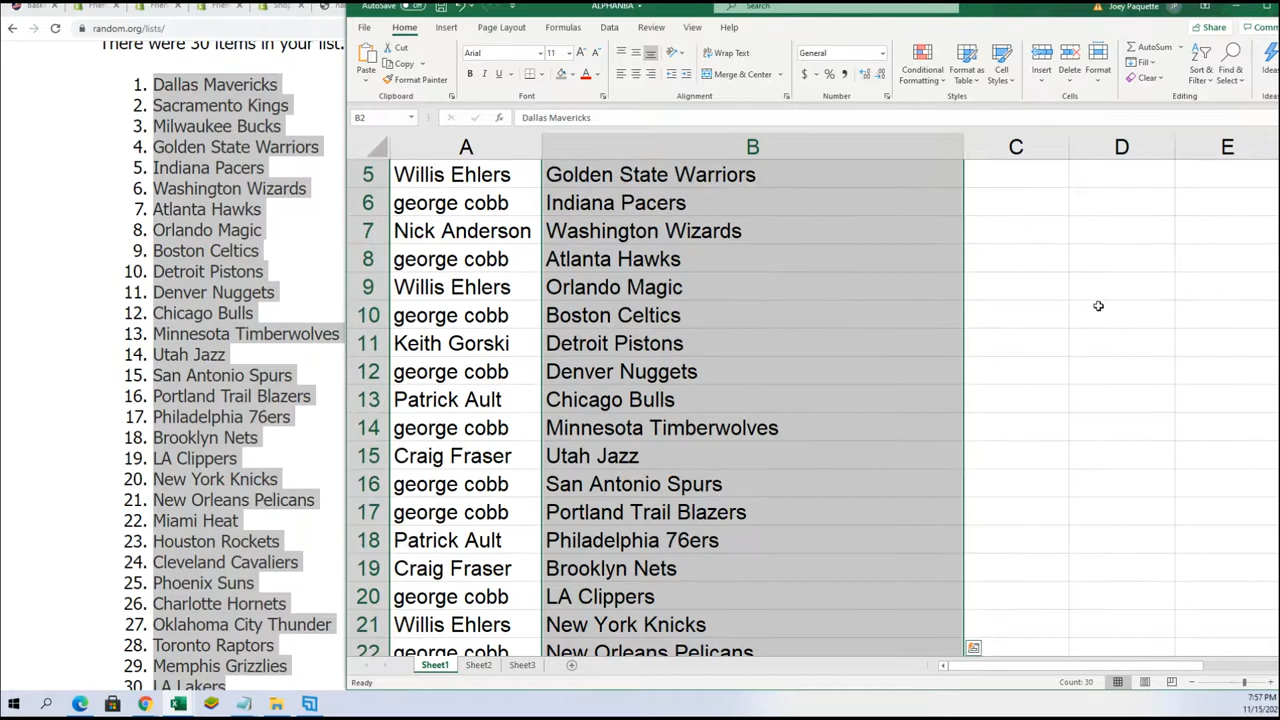 AutoSave
ALPHANBA
Search
Joey Paquette
random.org/lists/
File Home Insert Page Layout Formulas Data Review View Help
Share
Cut
Copy
Format Painter
Paste
Clipboard
Arial 11
Font
Wrap Text
Merge & Center
Alignment
General
Number
Conditional Formatting
Format as Table
Cell Styles
Styles
Insert Delete Format
Cells
AutoSum
Fill
Clear
Sort & Filter
Find & Select
Editing
B2
Dallas Mavericks
There were 30 items in your list.
1. Dallas Mavericks
2. Sacramento Kings
3. Milwaukee Bucks
4. Golden State Warriors
5. Indiana Pacers
6. Washington Wizards
7. Atlanta Hawks
8. Orlando Magic
9. Boston Celtics
10. Detroit Pistons
11. Denver Nuggets
12. Chicago Bulls
13. Minnesota Timberwolves
14. Utah Jazz
15. San Antonio Spurs
16. Portland Trail Blazers
17. Philadelphia 76ers
18. Brooklyn Nets
19. LA Clippers
20. New York Knicks
21. New Orleans Pelicans
22. Miami Heat
23. Houston Rockets
24. Cleveland Cavaliers
25. Phoenix Suns
26. Charlotte Hornets
27. Oklahoma City Thunder
28. Toronto Raptors
29. Memphis Grizzlies
30. LA Lakers
A B C D E
5 Willis Ehlers Golden State Warriors
6 george cobb Indiana Pacers
7 Nick Anderson Washington Wizards
8 george cobb Atlanta Hawks
9 Willis Ehlers Orlando Magic
10 george cobb Boston Celtics
11 Keith Gorski Detroit Pistons
12 george cobb Denver Nuggets
13 Patrick Ault Chicago Bulls
14 george cobb Minnesota Timberwolves
15 Craig Fraser Utah Jazz
16 george cobb San Antonio Spurs
17 george cobb Portland Trail Blazers
18 Patrick Ault Philadelphia 76ers
19 Craig Fraser Brooklyn Nets
20 george cobb LA Clippers
21 Willis Ehlers New York Knicks
22 george cobb New Orleans Pelicans
Sheet1 Sheet2 Sheet3
Ready
Count: 30
7:57 PM